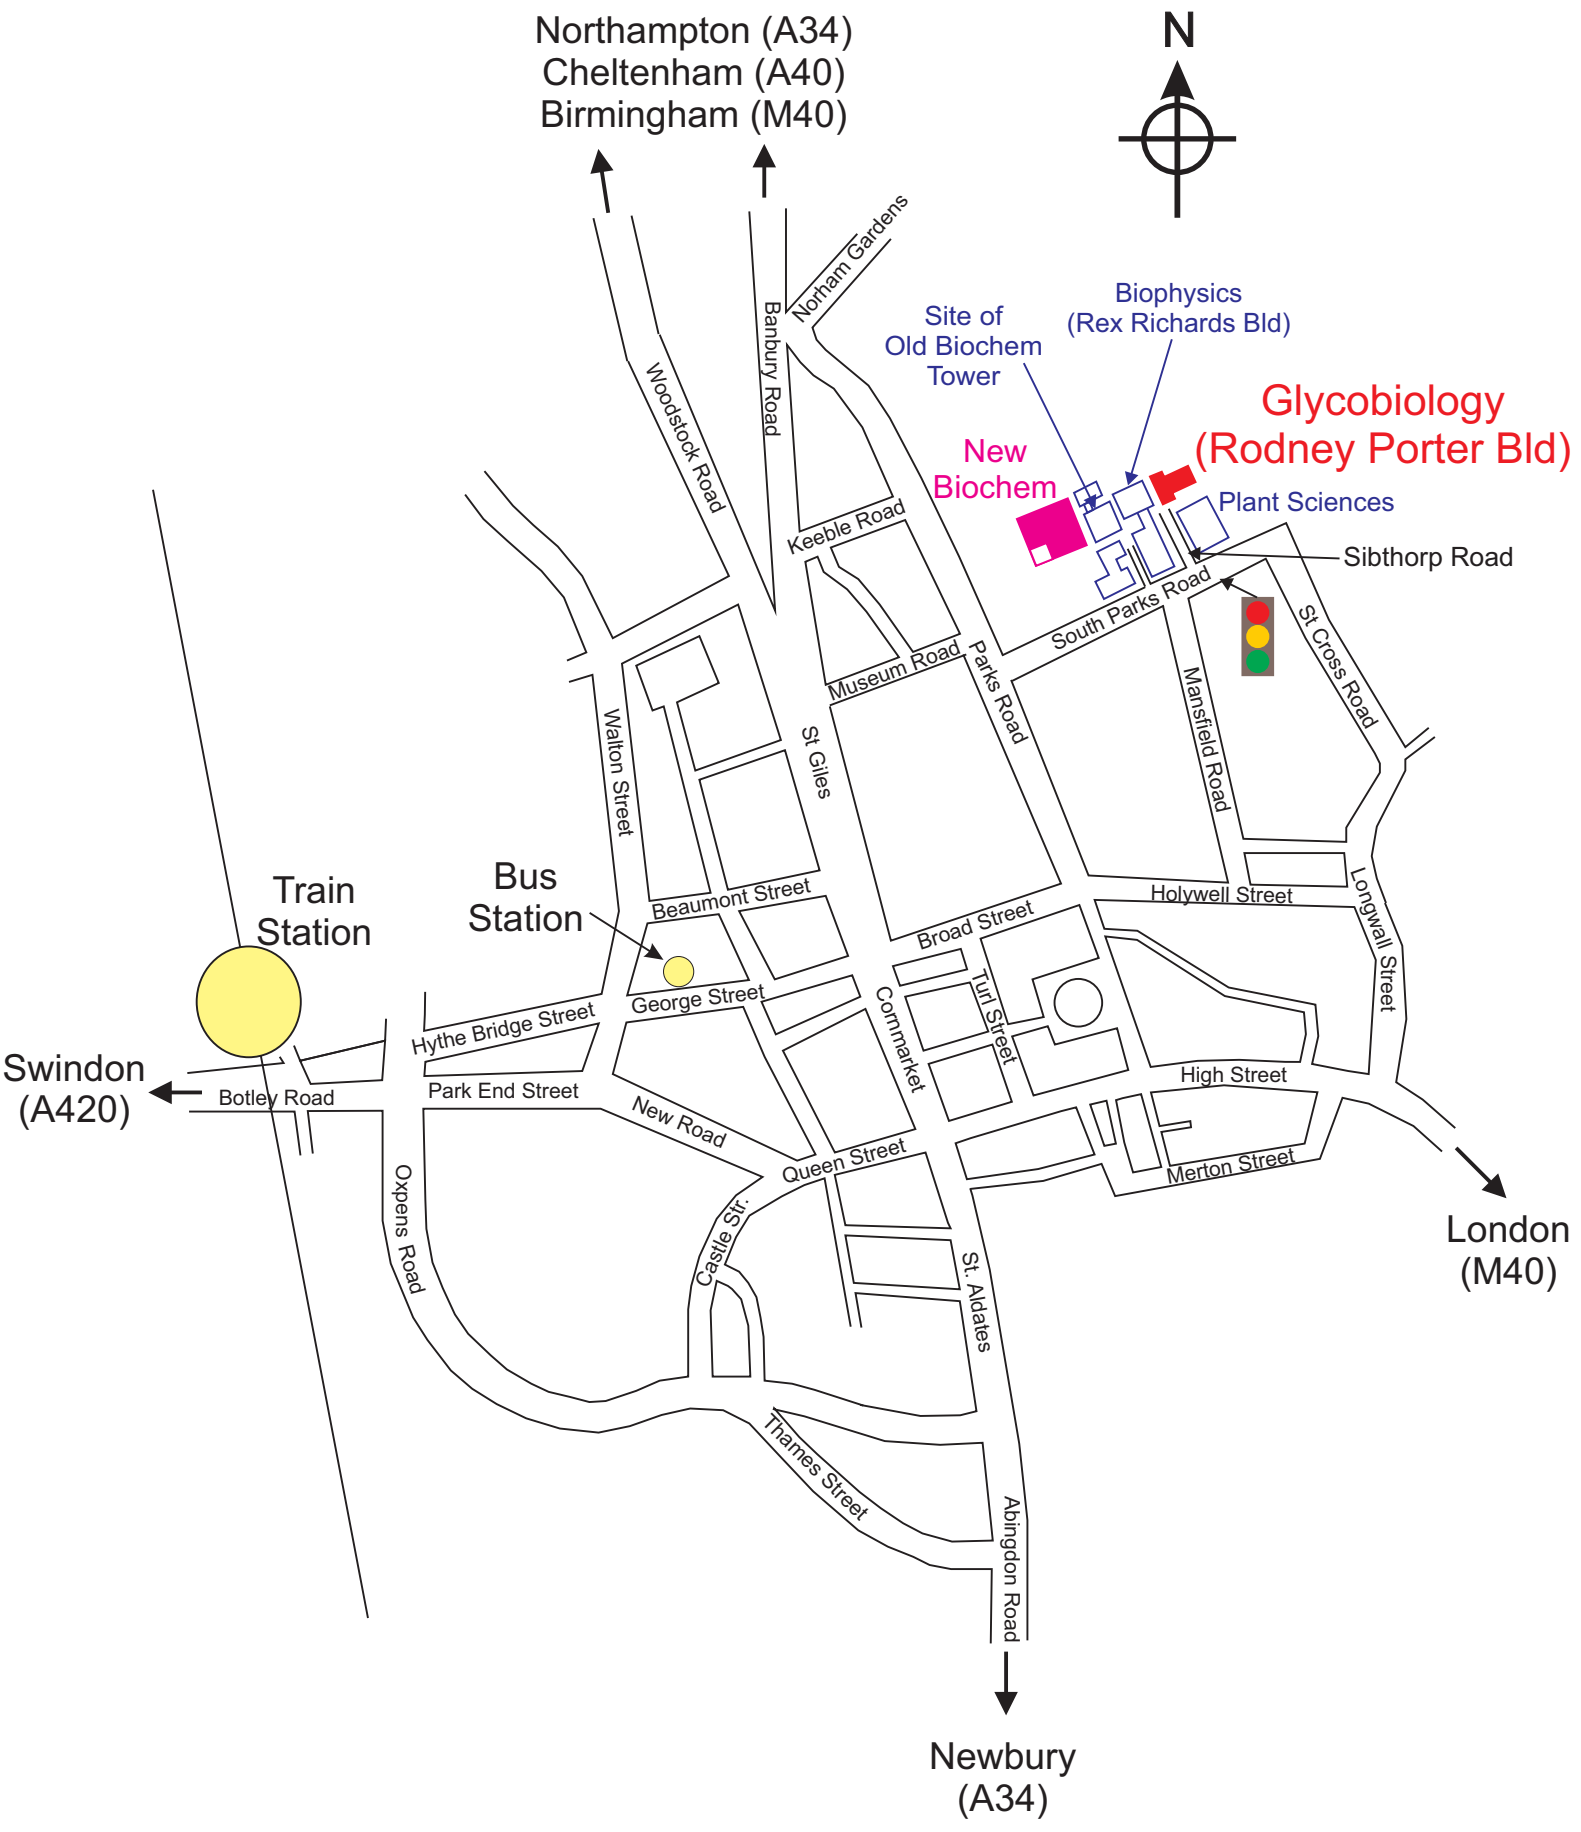 Northampton (A34)
Cheltenham (A40)
Birmingham (M40)
N
Norham Gardens
Banbury Road
Woodstock Road
Site of
Old Biochem
Tower
Biophysics
(Rex Richards Bld)
Glycobiology
(Rodney Porter Bld)
New
Biochem
Plant Sciences
Sibthorp Road
Keeble Road
South Parks Road
Museum Road
Parks Road
St Cross Road
Mansfield Road
Walton Street
St Giles
Train
Station
Bus
Station
Beaumont Street
Broad Street
Holywell Street
Longwall Street
George Street
Hythe Bridge Street
Turl Street
Cornmarket
High Street
Swindon
(A420)
Botley Road
Park End Street
New Road
Queen Street
Merton Street
Oxpens Road
Castle Str.
London
(M40)
St. Aldates
Thames Street
Abingdon Road
Newbury
(A34)